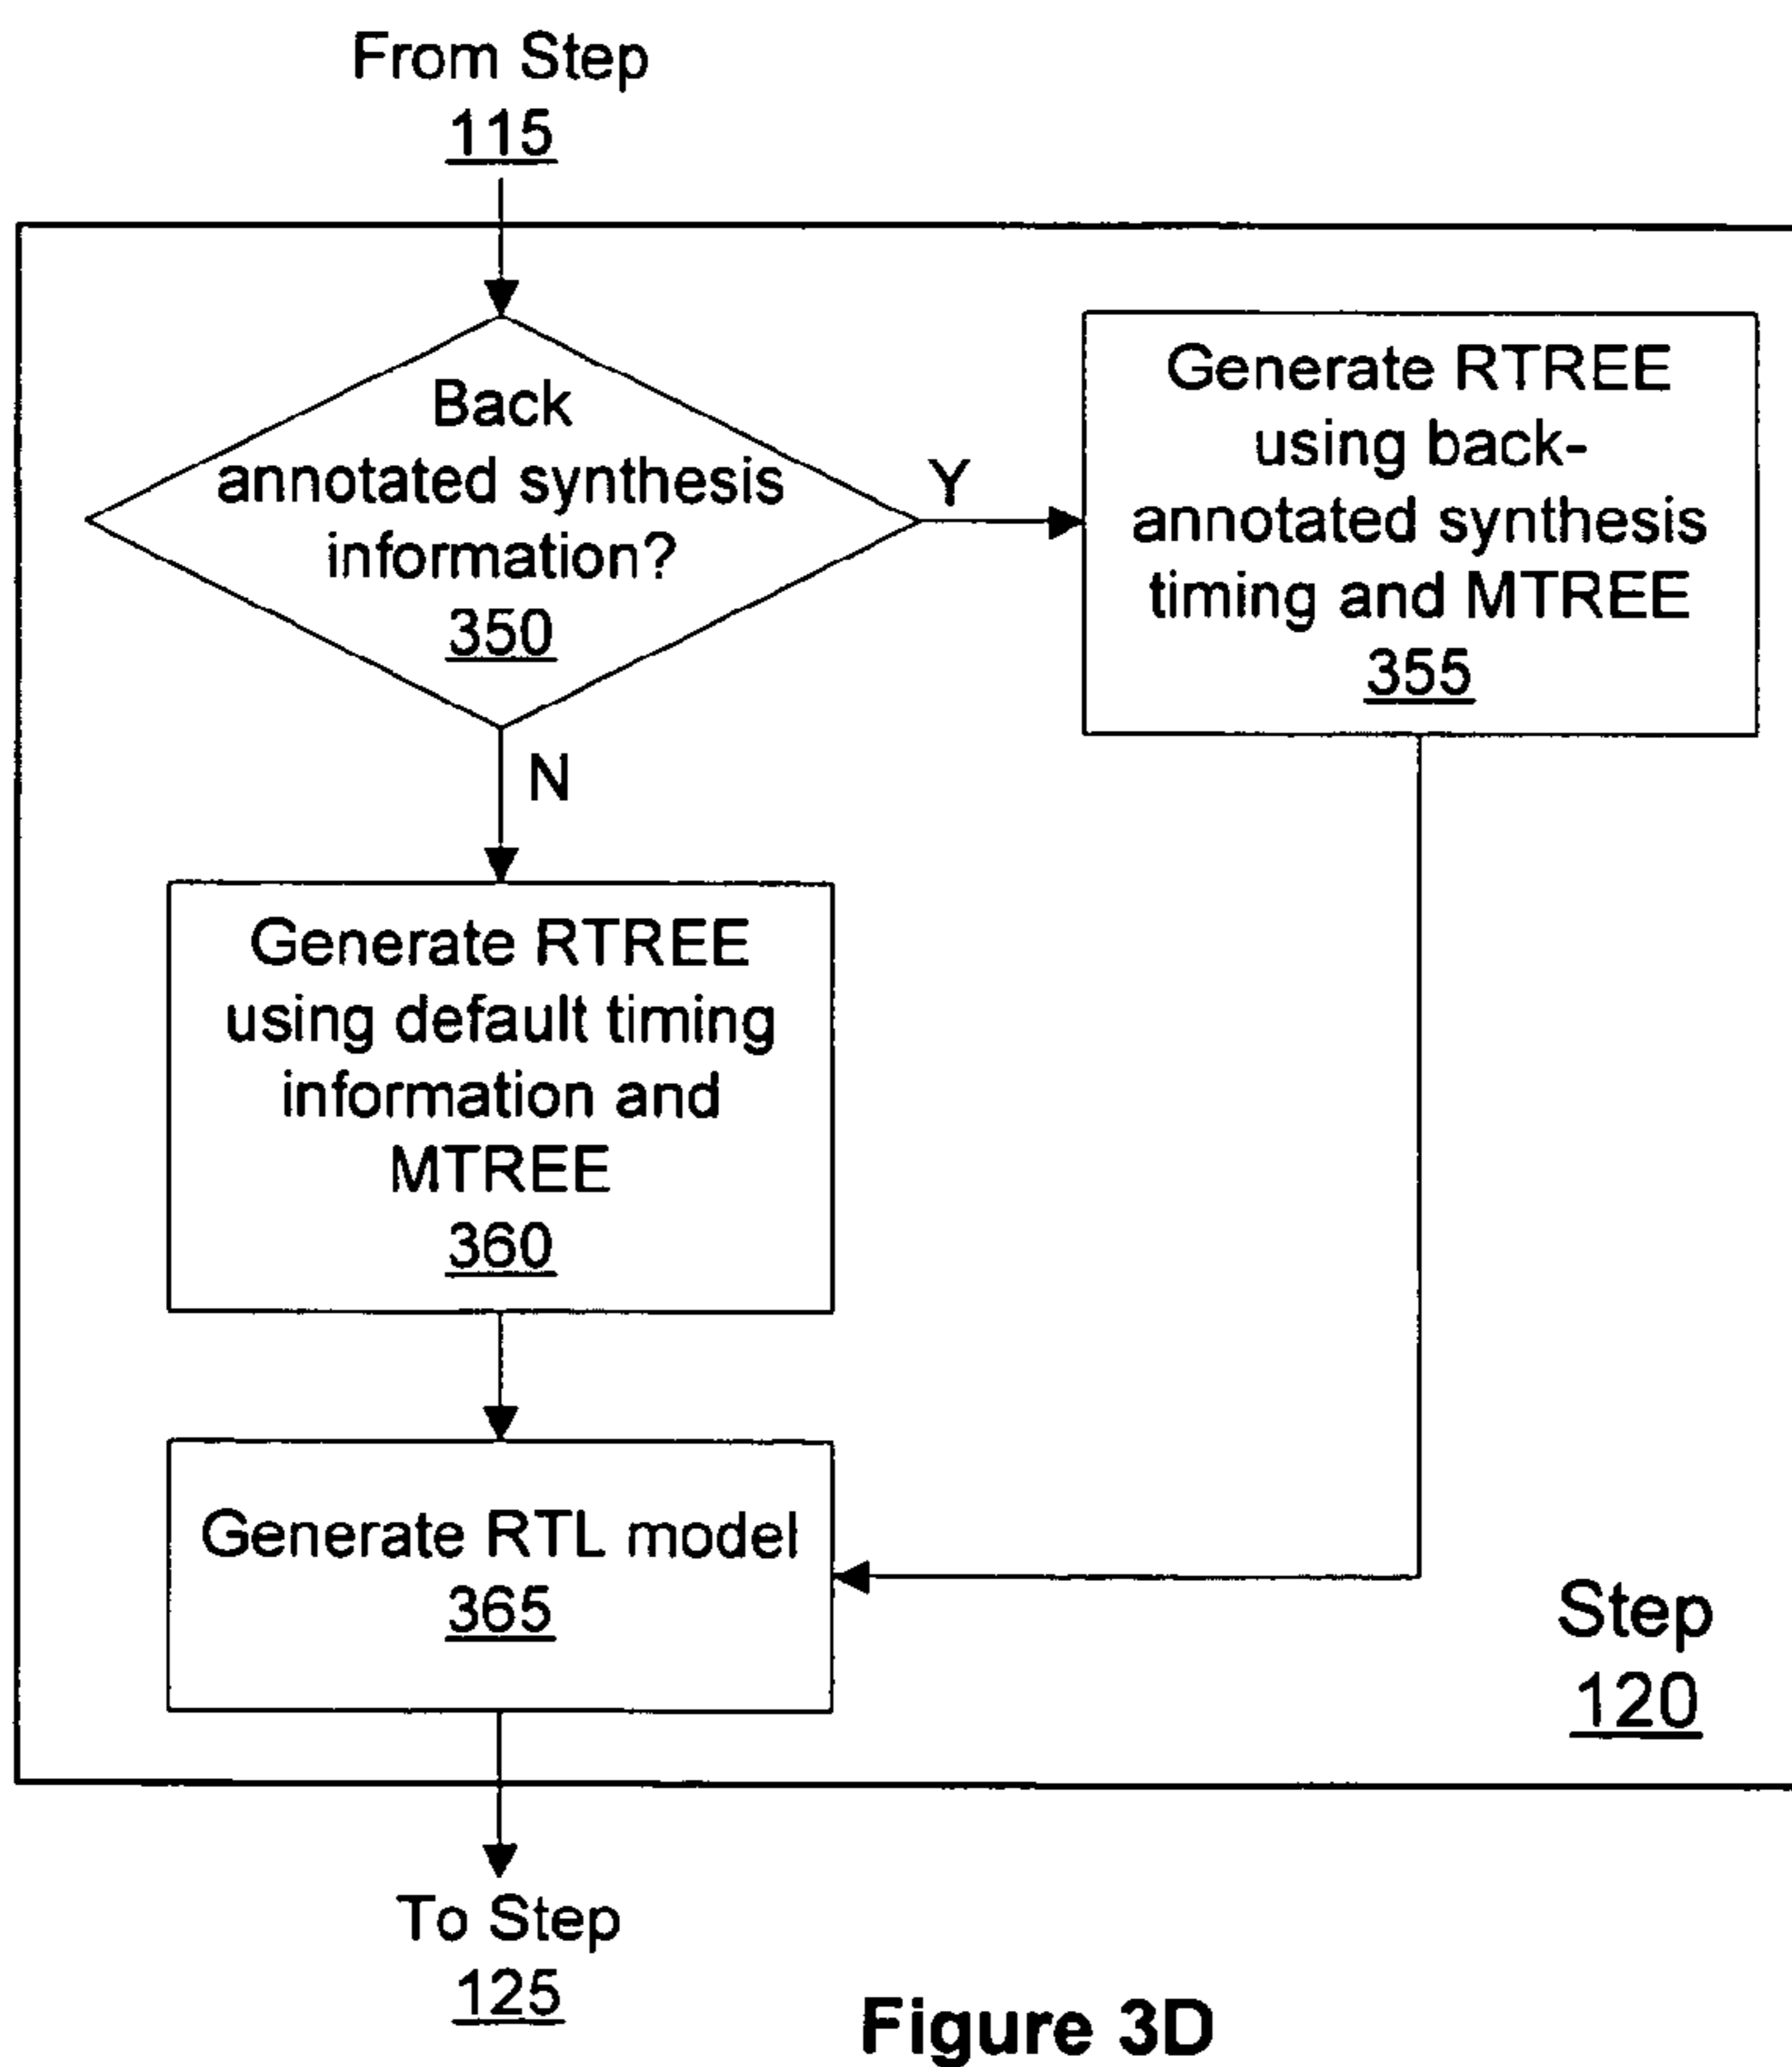 From Step
115
Back
annotated synthesis
information?
350
Y
Generate RTREE
using back-
annotated synthesis
timing and MTREE
355
N
Generate RTREE
using default timing
information and
MTREE
360
Generate RTL model
365
Step
120
To Step
125
Figure 3D